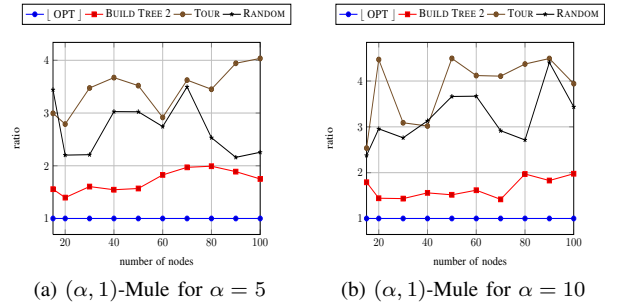 ⌊ OPT ⌋ BUILD TREE 2 TOUR RANDOM
4
3
2
1
ratio
20 40 60 80 100
number of nodes
(a) (α, 1)-Mule for α = 5
⌊ OPT ⌋ BUILD TREE 2 TOUR RANDOM
4
3
2
1
ratio
20 40 60 80 100
number of nodes
(b) (α, 1)-Mule for α = 10